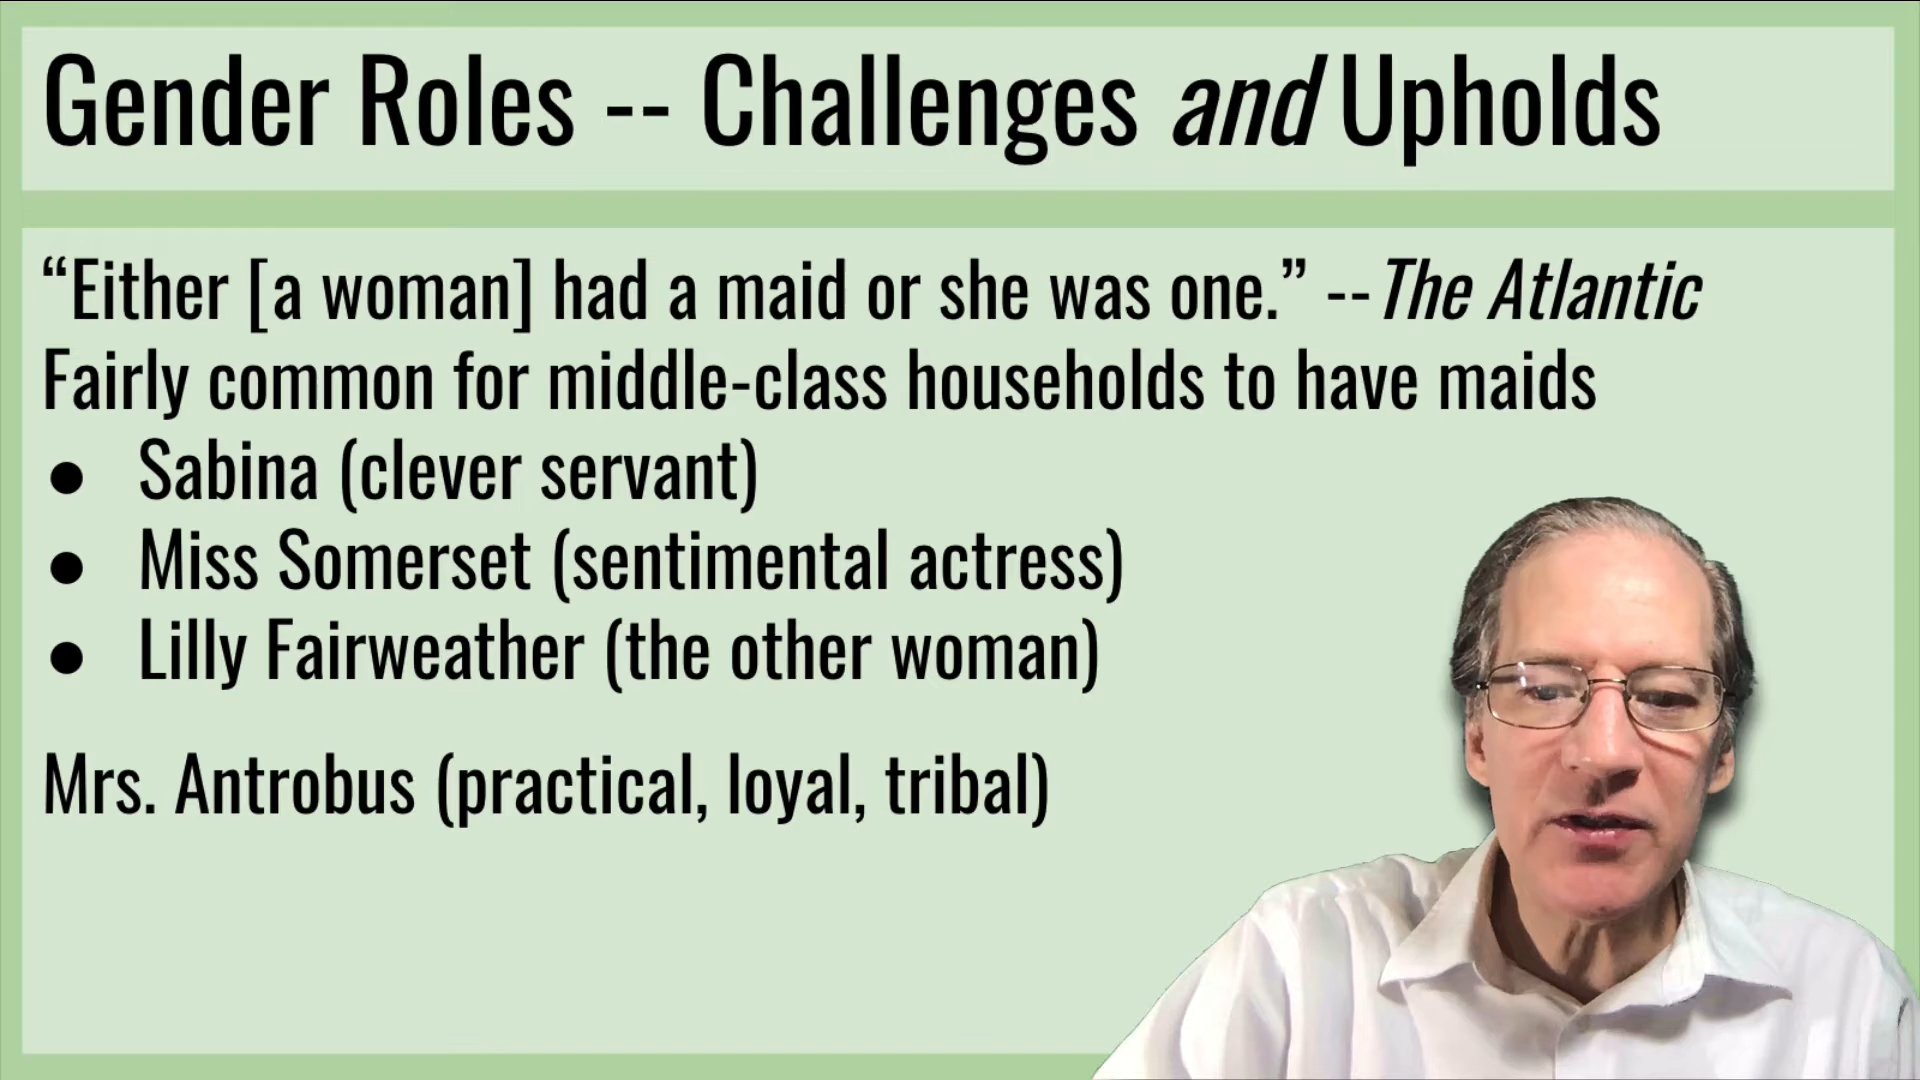 Gender Roles -- Challenges and Upholds
“Either [a woman] had a maid or she was one.” --The Atlantic
Fairly common for middle-class households to have maids
● Sabina (clever servant)
● Miss Somerset (sentimental actress)
● Lilly Fairweather (the other woman)
Mrs. Antrobus (practical, loyal, tribal)